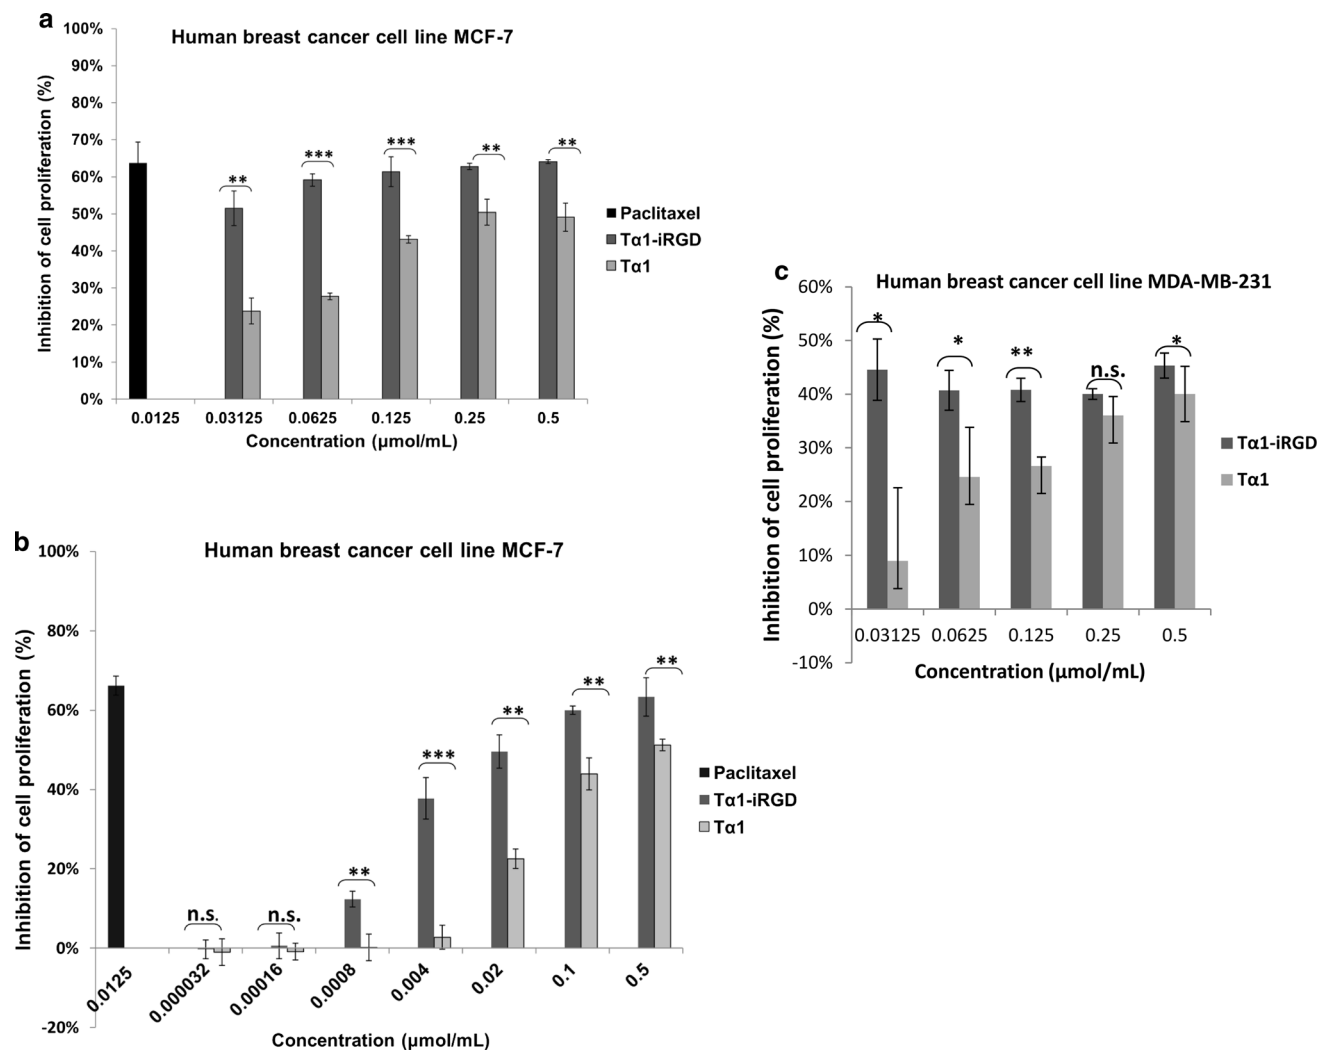 a
Human breast cancer cell line MCF-7
Inhibition of cell proliferation (%)
100%
90%
80%
70%
60%
50%
40%
30%
20%
10%
0%
** *** *** ** **
0.0125 0.03125 0.0625 0.125 0.25 0.5
Concentration (µmol/mL)
Paclitaxel
Tα1-iRGD
Tα1
b
Human breast cancer cell line MCF-7
Inhibition of cell proliferation (%)
100%
80%
60%
40%
20%
0%
-20%
n.s. n.s. ** *** ** ** **
0.0125 0.000032 0.00016 0.0008 0.004 0.02 0.1 0.5
Concentration (µmol/mL)
Paclitaxel
Tα1-iRGD
Tα1
c
Human breast cancer cell line MDA-MB-231
Inhibition of cell proliferation (%)
60%
50%
40%
30%
20%
10%
0%
-10%
* * ** n.s. *
0.03125 0.0625 0.125 0.25 0.5
Concentration (µmol/mL)
Tα1-iRGD
Tα1